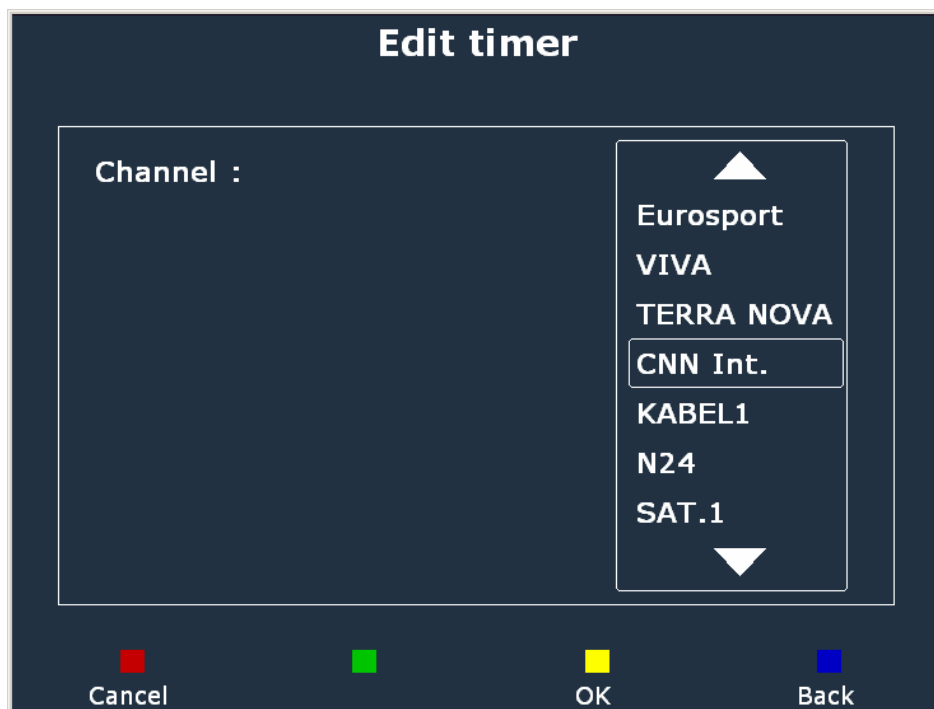 Edit timer
Channel :
Eurosport
VIVA
TERRA NOVA
CNN Int.
KABEL1
N24
SAT.1
Cancel
OK
Back